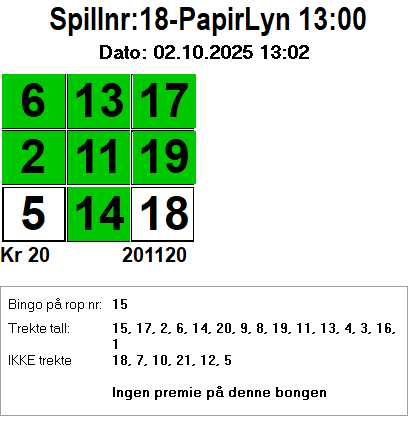 Spillnr:18-PapirLyn 13:00
Dato: 02.10.2025 13:02
6 13 17
2 11 19
5 14 18
Kr 20 201120
Bingo på rop nr: 15
Trekte tall: 15, 17, 2, 6, 14, 20, 9, 8, 19, 11, 13, 4, 3, 16,
1
IKKE trekte 18, 7, 10, 21, 12, 5
Ingen premie på denne bongen